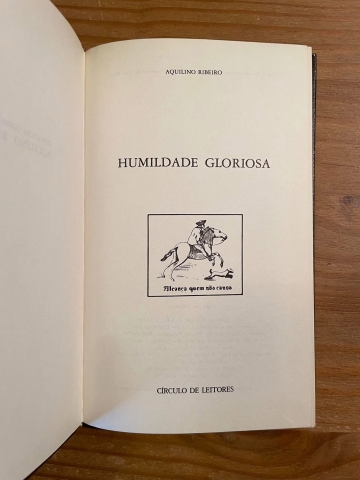 AQUILINO RIBEIRO
HUMILDADE GLORIOSA
Alcança quem não cansa
CÍRCULO DE LEITORES